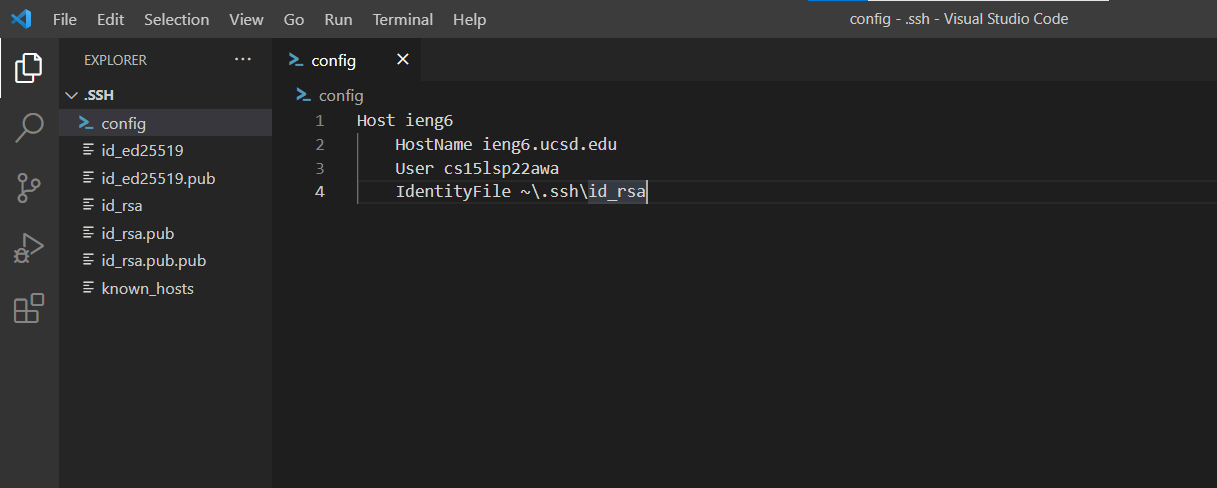 File Edit Selection View Go Run Terminal Help
config - .ssh - Visual Studio Code
EXPLORER ...
.SSH
config
id_ed25519
id_ed25519.pub
id_rsa
id_rsa.pub
id_rsa.pub.pub
known_hosts
config
config
1 Host ieng6
2 HostName ieng6.ucsd.edu
3 User cs15lsp22awa
4 IdentityFile ~\.ssh\id_rsa